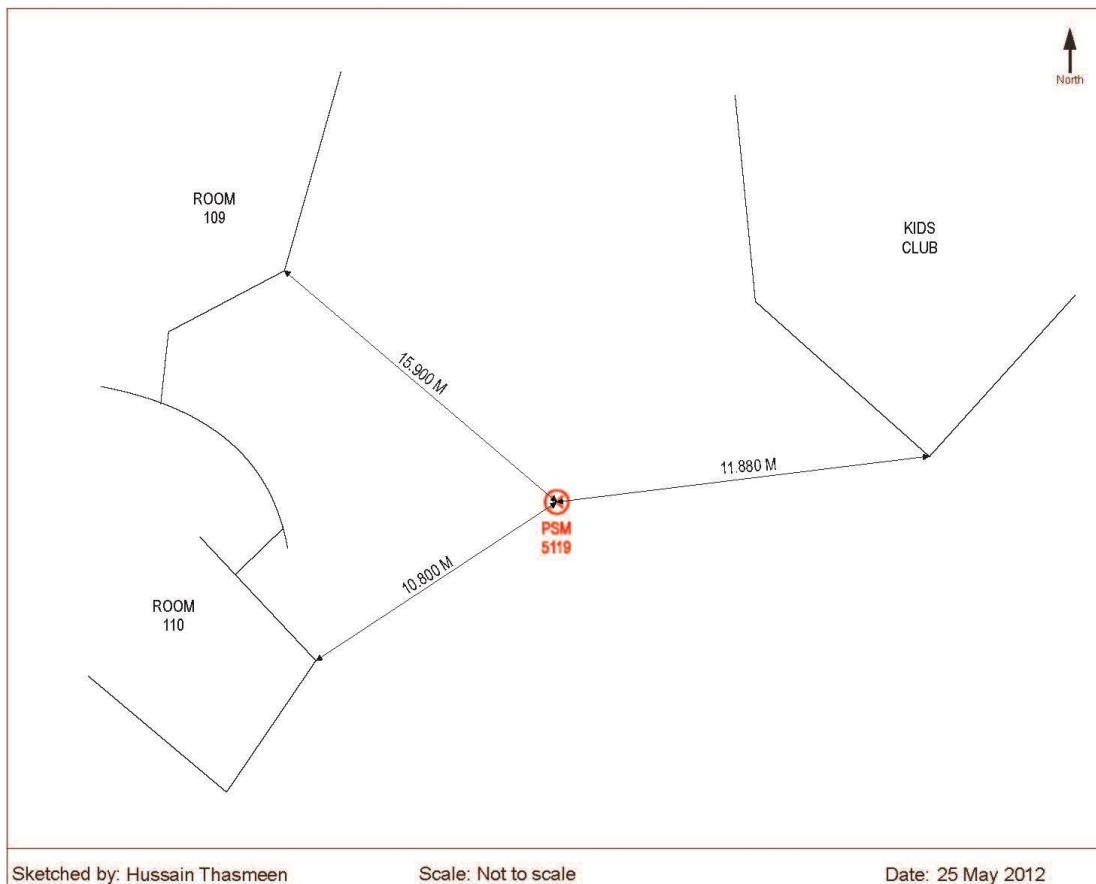 North
ROOM
109
KIDS
CLUB
15.900 M
11.880 M
PSM
5119
10.800 M
ROOM
110
Sketched by: Hussain Thasmeen
Scale: Not to scale
Date: 25 May 2012